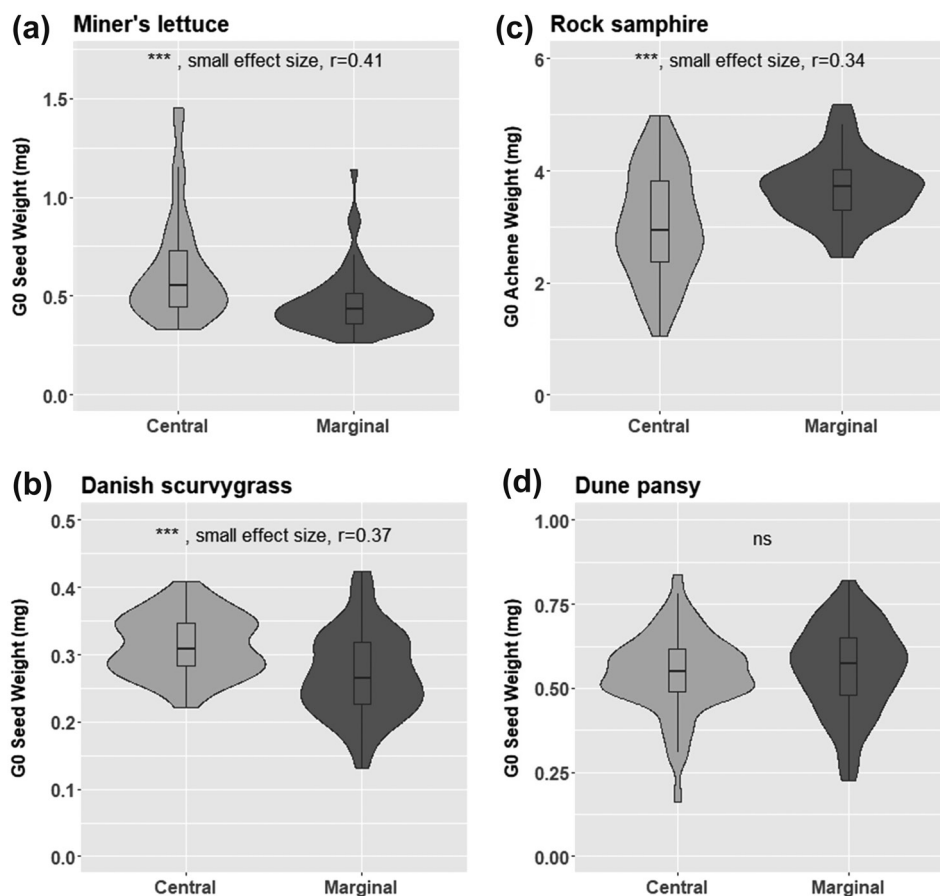 (a) Miner's lettuce
*** , small effect size, r=0.41
G0 Seed Weight (mg)
1.5
1.0
0.5
0.0
Central Marginal
(c) Rock samphire
***, small effect size, r=0.34
G0 Achene Weight (mg)
6
4
2
0
Central Marginal
(b) Danish scurvygrass
*** , small effect size, r=0.37
G0 Seed Weight (mg)
0.5
0.4
0.3
0.2
0.1
0.0
Central Marginal
(d) Dune pansy
ns
G0 Seed Weight (mg)
1.00
0.75
0.50
0.25
0.00
Central Marginal